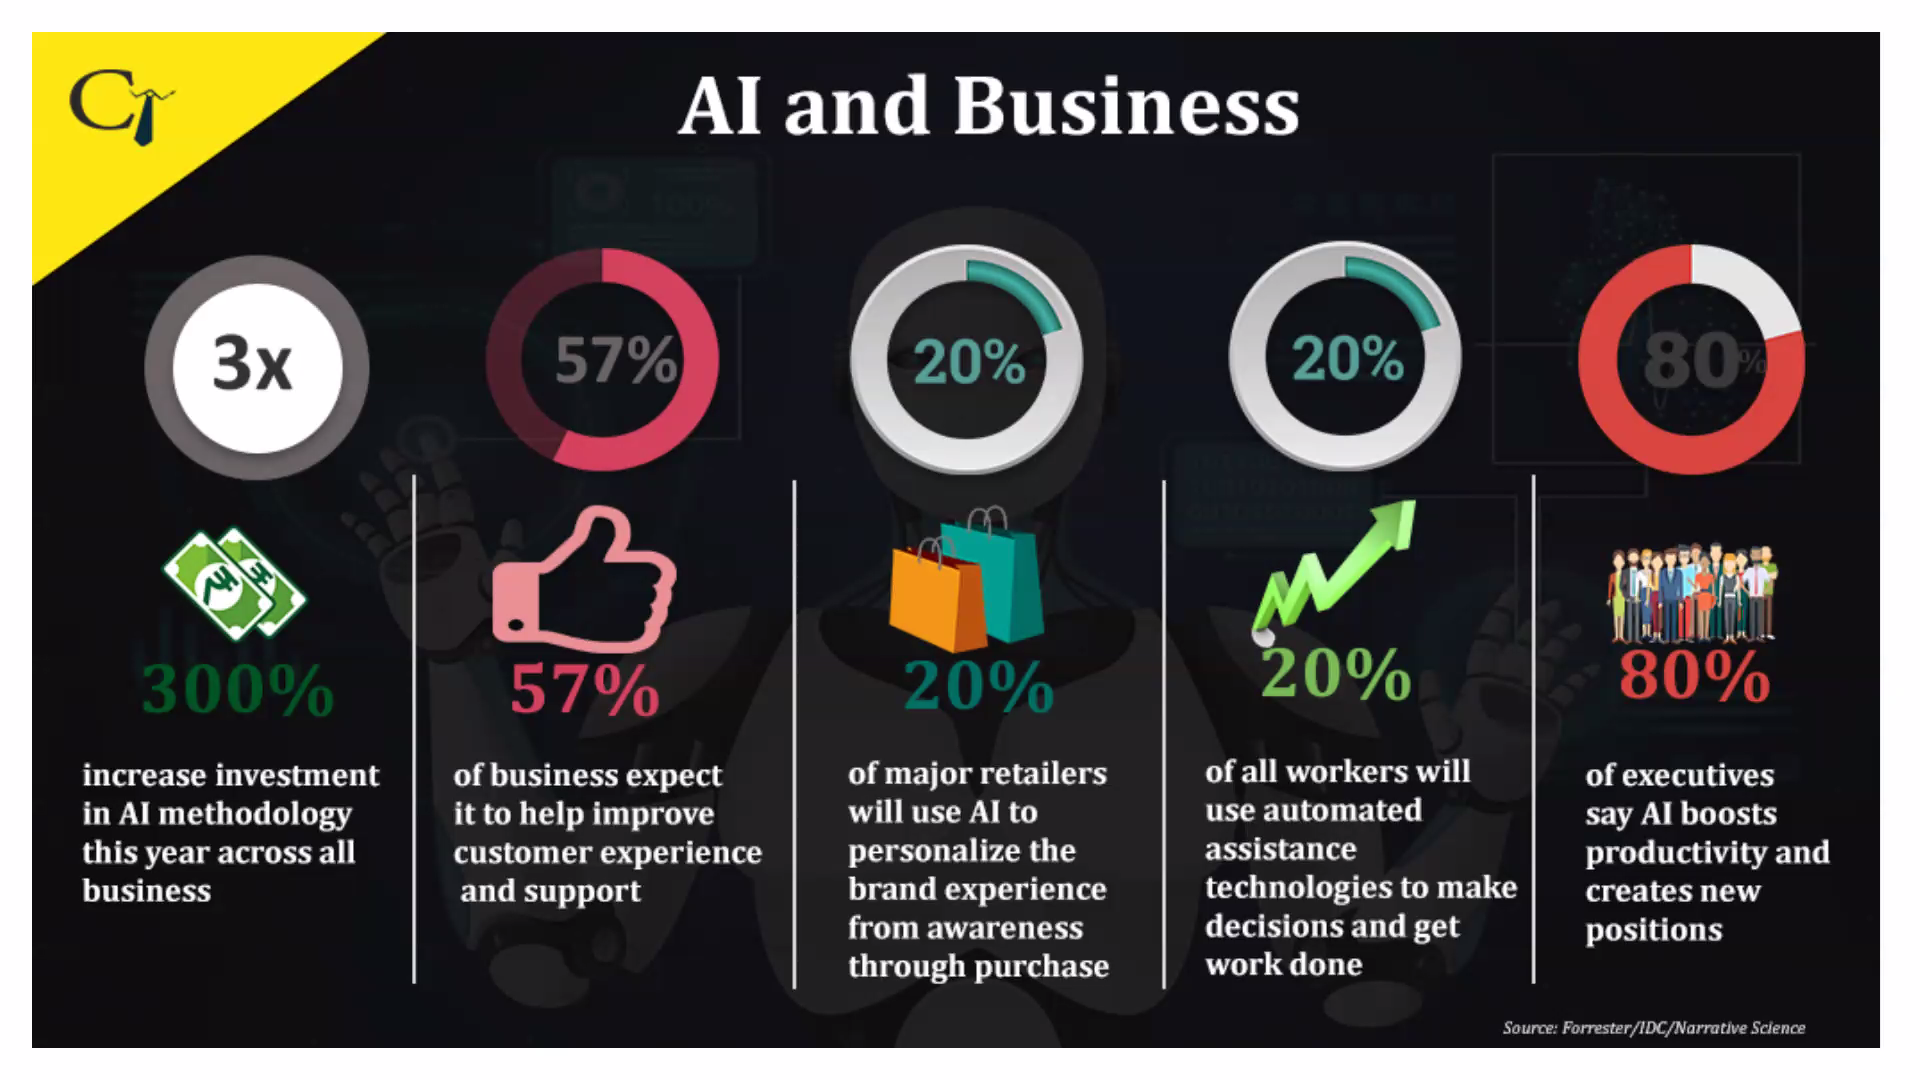 CT
AI and Business
100%
3x
57%
20%
20%
80%
300%
57%
20%
20%
80%
increase investment
in AI methodology
this year across all
business
of business expect
it to help improve
customer experience
and support
of major retailers
will use AI to
personalize the
brand experience
from awareness
through purchase
of all workers will
use automated
assistance
technologies to make
decisions and get
work done
of executives
say AI boosts
productivity and
creates new
positions
Source: Forrester/IDC/Narrative Science